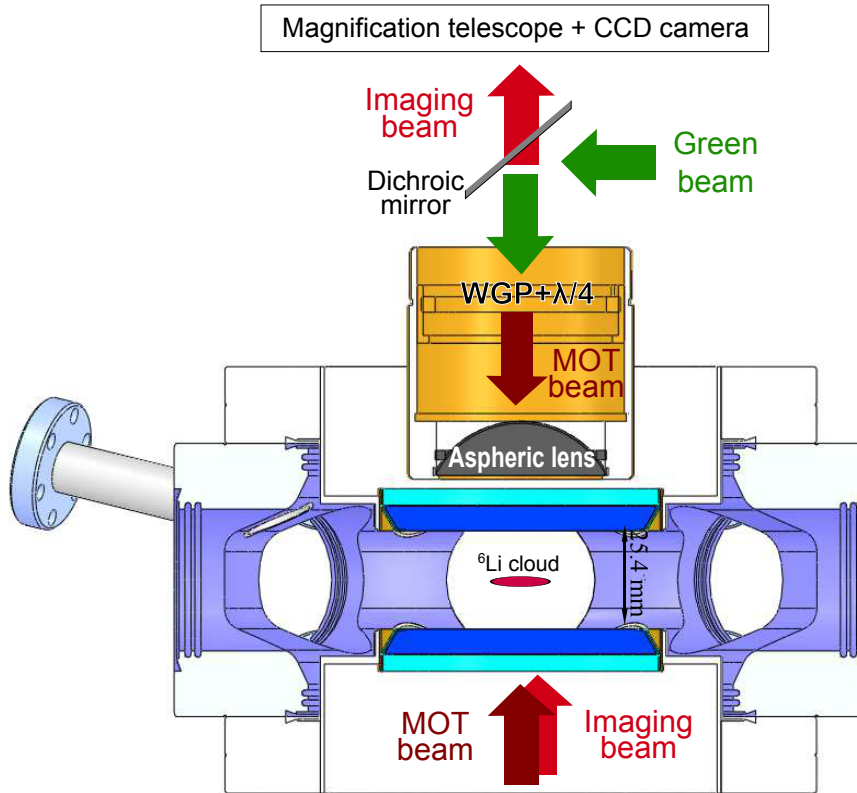 Magnification telescope + CCD camera
Imaging
beam
Green
beam
Dichroic
mirror
WGP+λ/4
MOT
beam
Aspheric lens
⁶Li cloud
25.4 mm
MOT
beam
Imaging
beam